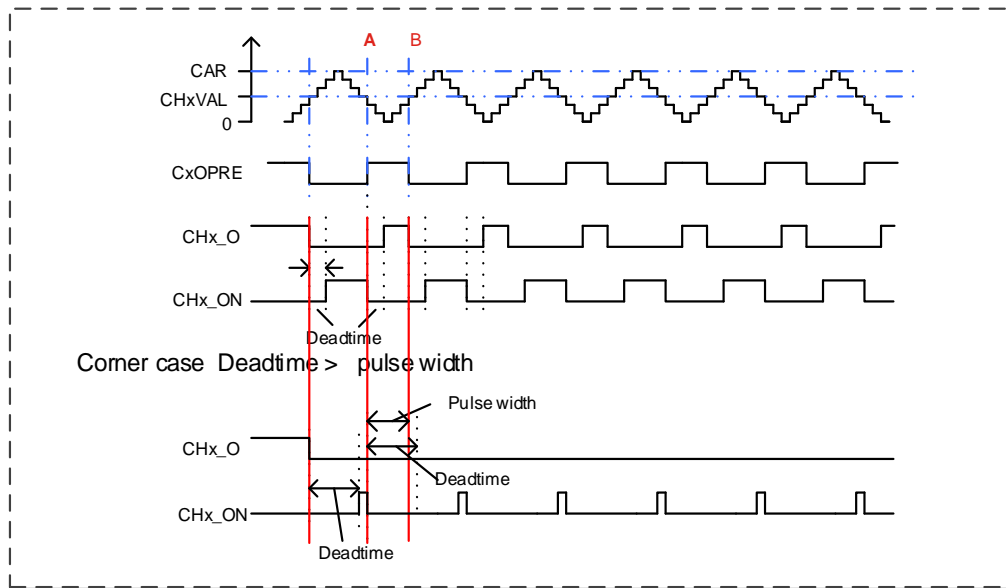 A B
CAR
CHxVAL
0
CxOPRE
CHx_O
CHx_ON
Deadtime
Corner case Deadtime > pulse width
Pulse width
CHx_O
Deadtime
CHx_ON
Deadtime